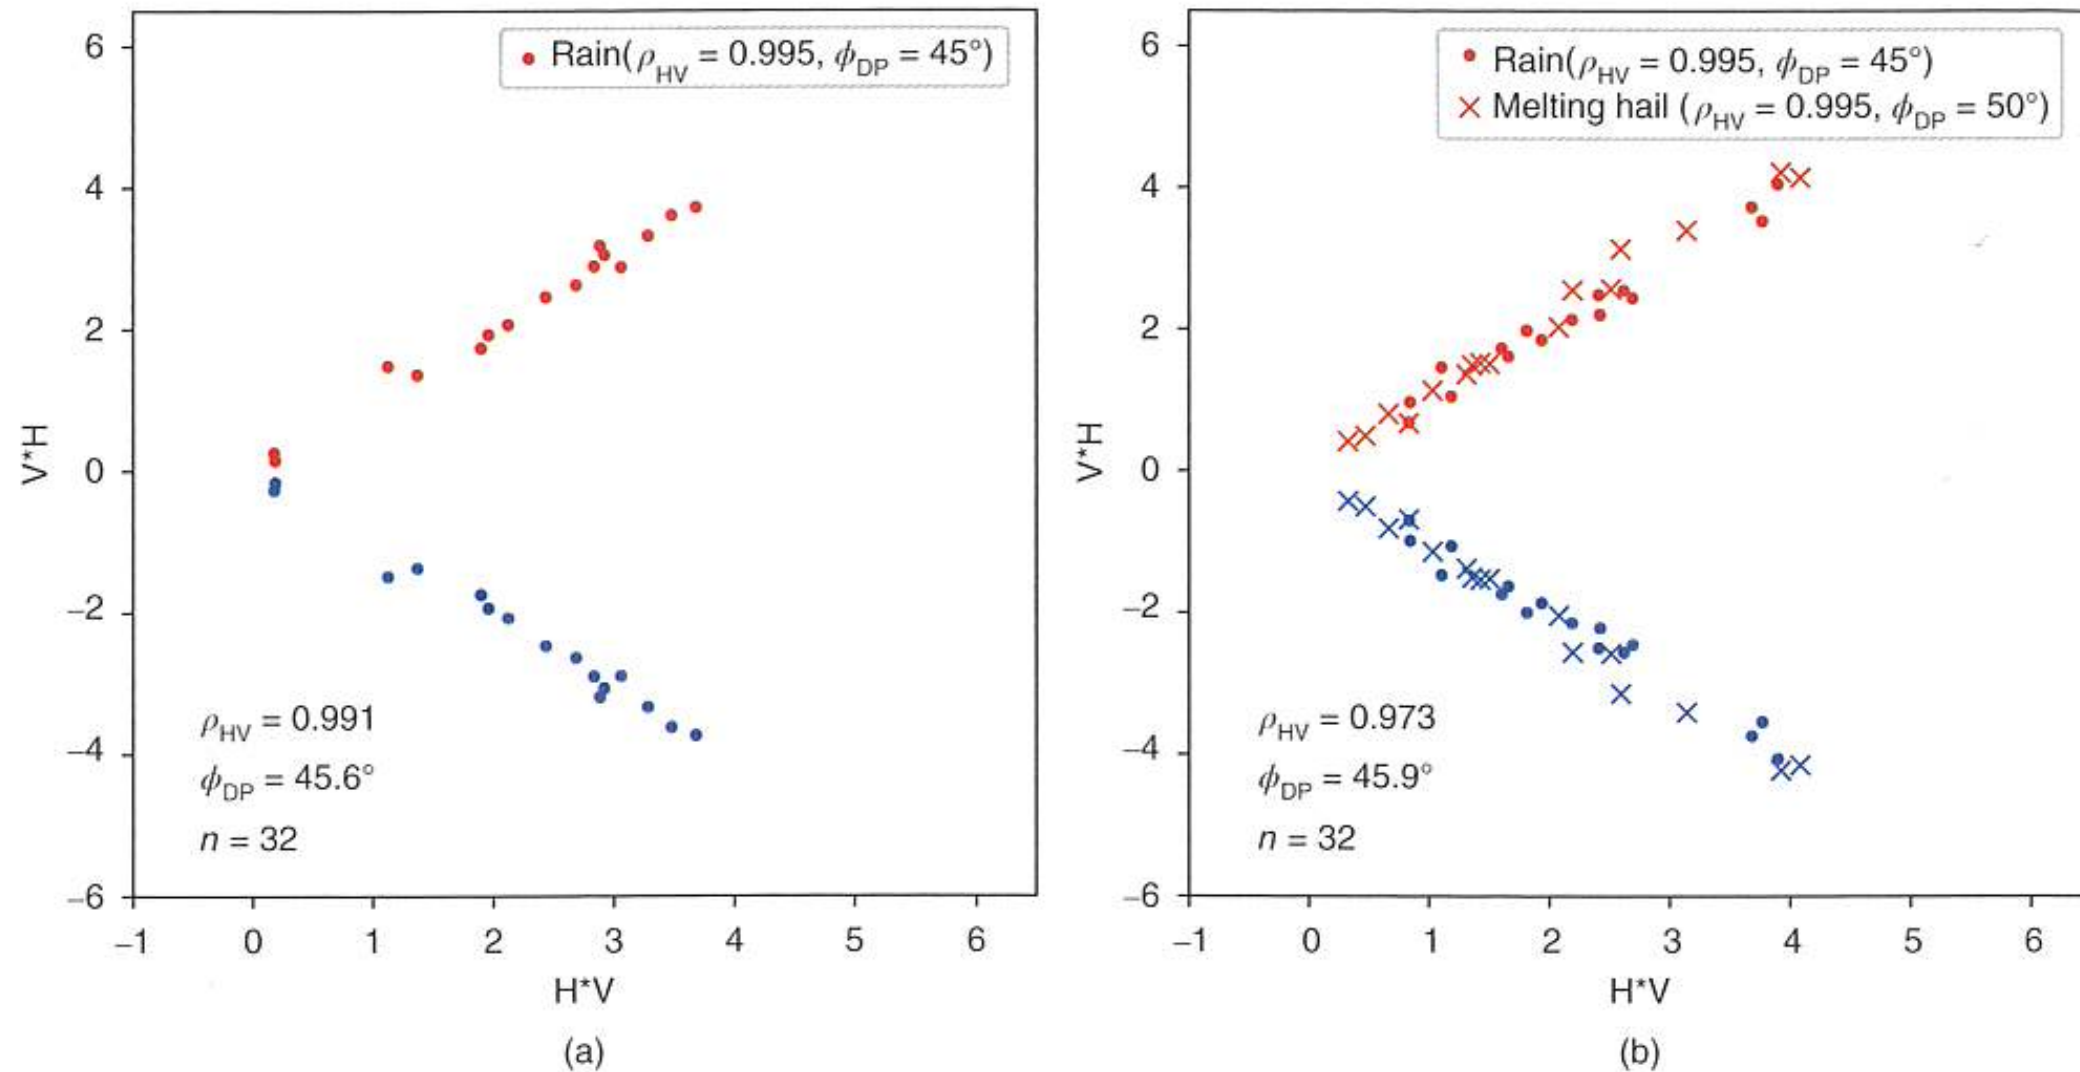 Rain(ρHV = 0.995, ϕDP = 45°)
6
4
2
0
−2
−4
−6
V*H
ρHV = 0.991
ϕDP = 45.6°
n = 32
−1 0 1 2 3 4 5 6
H*V
(a)
Rain(ρHV = 0.995, ϕDP = 45°)
Melting hail (ρHV = 0.995, ϕDP = 50°)
6
4
2
0
−2
−4
−6
V*H
ρHV = 0.973
ϕDP = 45.9°
n = 32
−1 0 1 2 3 4 5 6
H*V
(b)